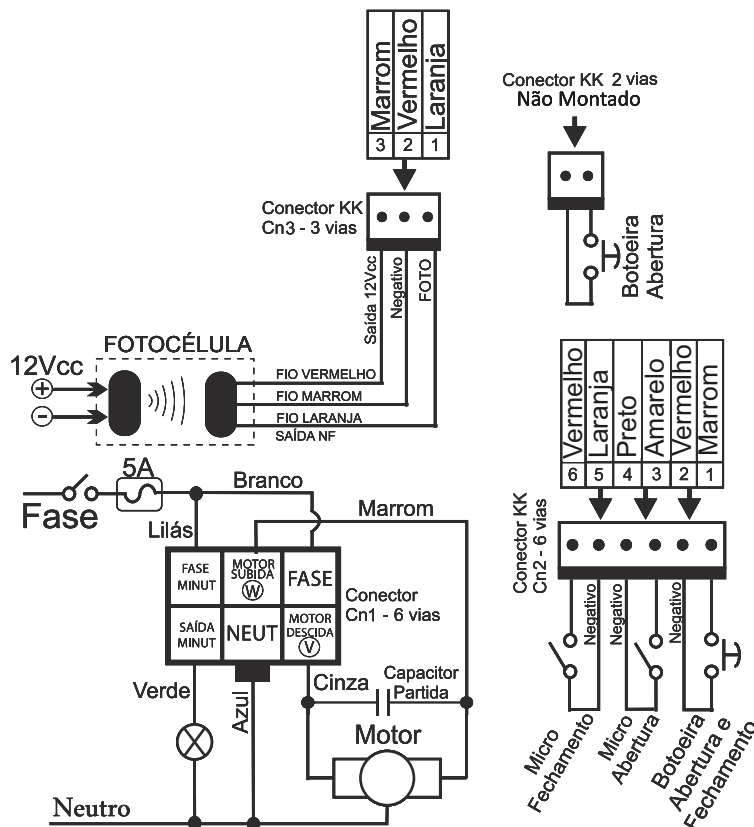 Marrom
Vermelho
Laranja
3 2 1
Conector KK
Cn3 - 3 vias
Saída 12Vcc
Negativo
FOTO
Conector KK 2 vias
Não Montado
Botoeira
Abertura
FOTOCÉLULA
12Vcc
+
-
FIO VERMELHO
FIO MARROM
FIO LARANJA
SAÍDA NF
Vermelho
Laranja
Preto
Amarelo
Vermelho
Marrom
6 5 4 3 2 1
Conector KK
Cn2 - 6 vias
Negativo
Negativo
Negativo
Micro
Fechamento
Micro
Abertura
Botoeira
Abertura e
Fechamento
5A
Fase
Branco
Lilás
Marrom
FASE
MINUT
MOTOR
SUBIDA
W
FASE
SAÍDA
MINUT
NEUT
MOTOR
DESCIDA
V
Conector
Cn1 - 6 vias
Verde
Azul
Cinza
Capacitor
Partida
Motor
Neutro